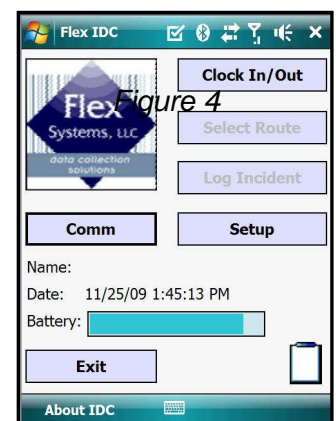 Flex IDC
Clock In/Out
Figure 4
Flex
Systems, LLC
data collection
solutions
Select Route
Log Incident
Comm
Setup
Name:
Date: 11/25/09 1:45:13 PM
Battery:
Exit
About IDC